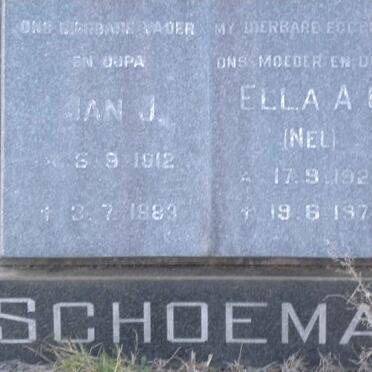 ONS DIERBARE VADER
EN OUPA
JAN J.
* 6.9.1912
† 3.7.1983
MY DIERBARE EGGE
ONS MOEDER EN O
ELLA A
(NEL)
* 17.9.192
† 19.6.197
SCHOEMA